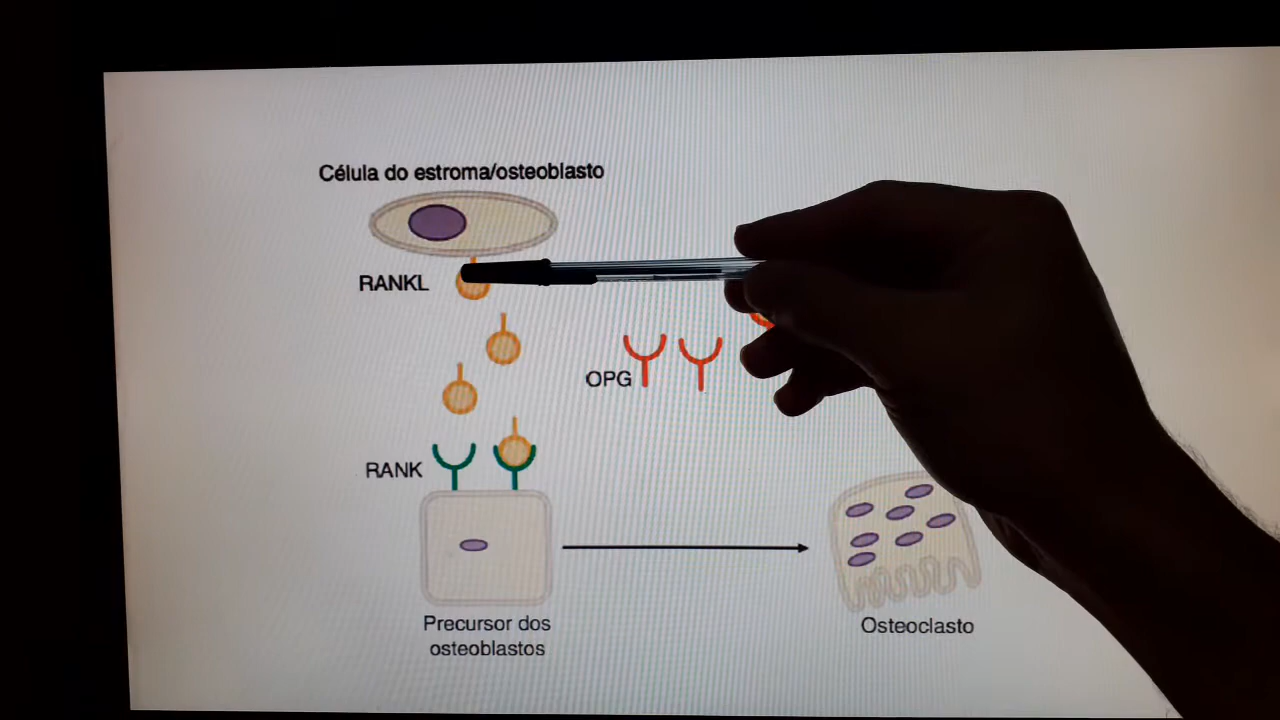 Célula do estroma/osteoblasto
RANKL
OPG
RANK
Precursor dos
osteoblastos
Osteoclasto